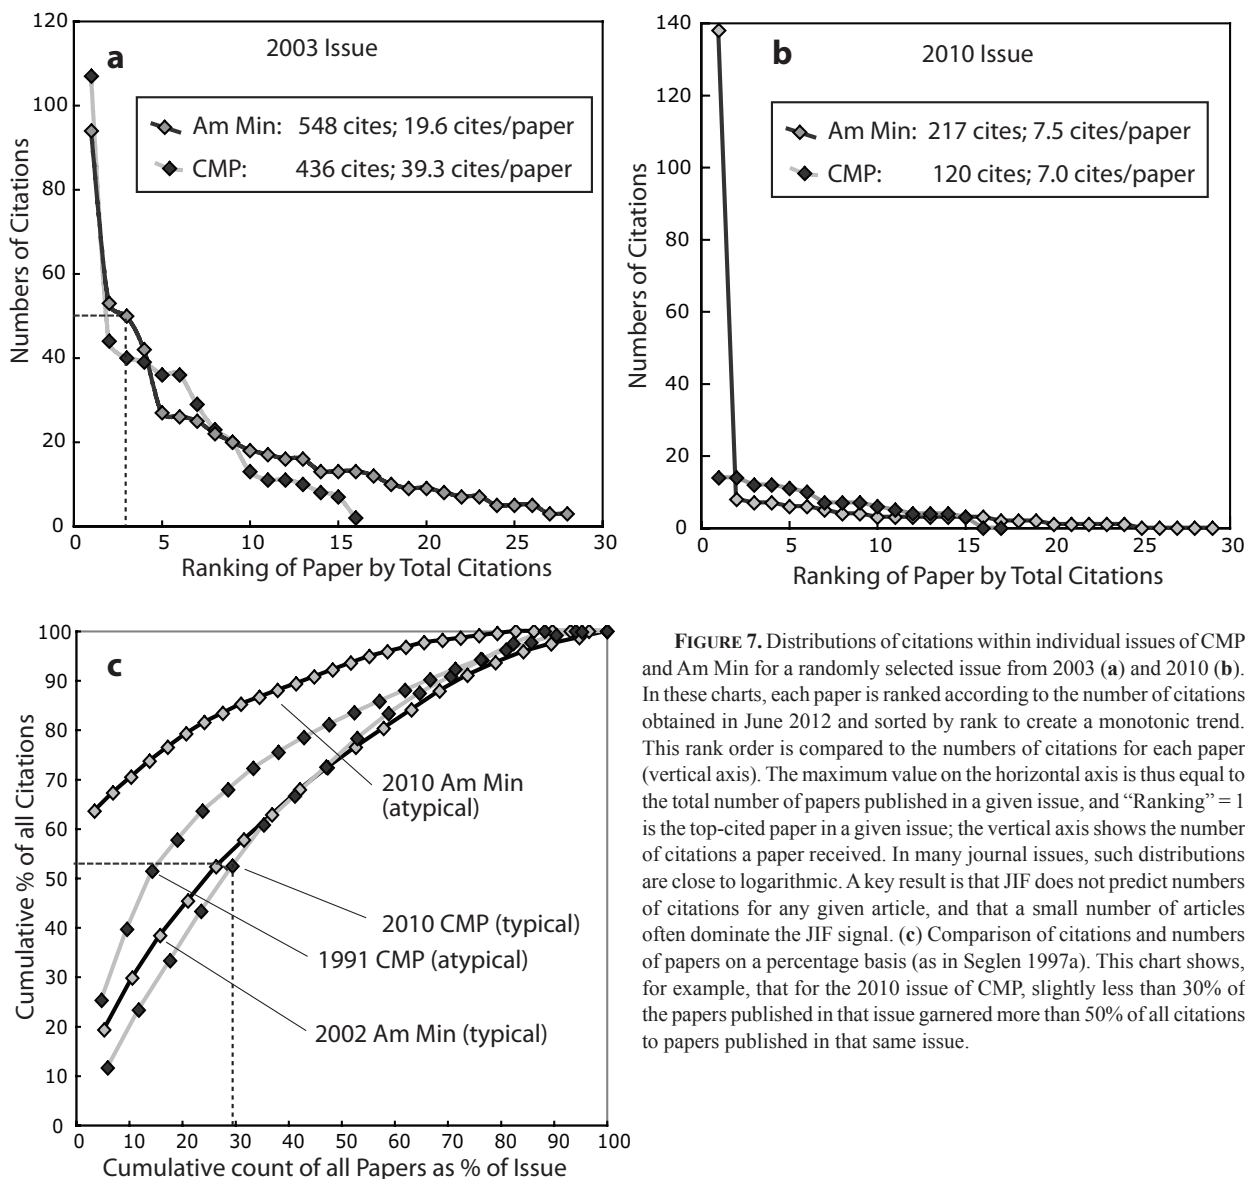 a
2003 Issue
Am Min: 548 cites; 19.6 cites/paper
CMP: 436 cites; 39.3 cites/paper
Numbers of Citations
120
100
80
60
40
20
0
0 5 10 15 20 25 30
Ranking of Paper by Total Citations
b
2010 Issue
Am Min: 217 cites; 7.5 cites/paper
CMP: 120 cites; 7.0 cites/paper
Numbers of Citations
140
120
100
80
60
40
20
0
0 5 10 15 20 25 30
Ranking of Paper by Total Citations
c
Cumulative % of all Citations
100
90
80
70
60
50
40
30
20
10
0
2010 Am Min
(atypical)
2010 CMP (typical)
1991 CMP (atypical)
2002 Am Min (typical)
0 10 20 30 40 50 60 70 80 90 100
Cumulative count of all Papers as % of Issue
FIGURE 7. Distributions of citations within individual issues of CMP
and Am Min for a randomly selected issue from 2003 (a) and 2010 (b).
In these charts, each paper is ranked according to the number of citations
obtained in June 2012 and sorted by rank to create a monotonic trend.
This rank order is compared to the numbers of citations for each paper
(vertical axis). The maximum value on the horizontal axis is thus equal to
the total number of papers published in a given issue, and “Ranking” = 1
is the top-cited paper in a given issue; the vertical axis shows the number
of citations a paper received. In many journal issues, such distributions
are close to logarithmic. A key result is that JIF does not predict numbers
of citations for any given article, and that a small number of articles
often dominate the JIF signal. (c) Comparison of citations and numbers
of papers on a percentage basis (as in Seglen 1997a). This chart shows,
for example, that for the 2010 issue of CMP, slightly less than 30% of
the papers published in that issue garnered more than 50% of all citations
to papers published in that same issue.